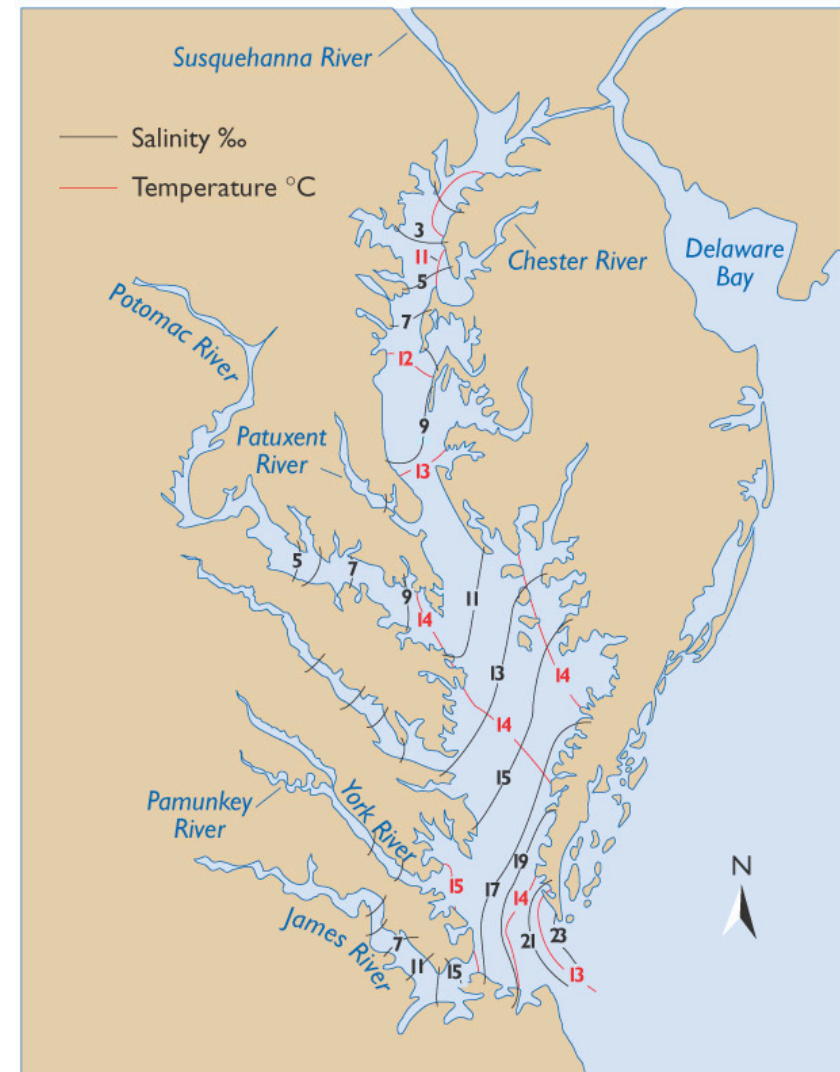 Susquehanna River
Salinity ‰
Temperature °C
3
11
Chester River
Delaware
Bay
5
Potomac River
7
12
9
Patuxent
River
13
5
7
9
14
11
13
14
14
15
Pamunkey
River
York River
19
15
17
14
N
James River
7
11
15
21
23
13